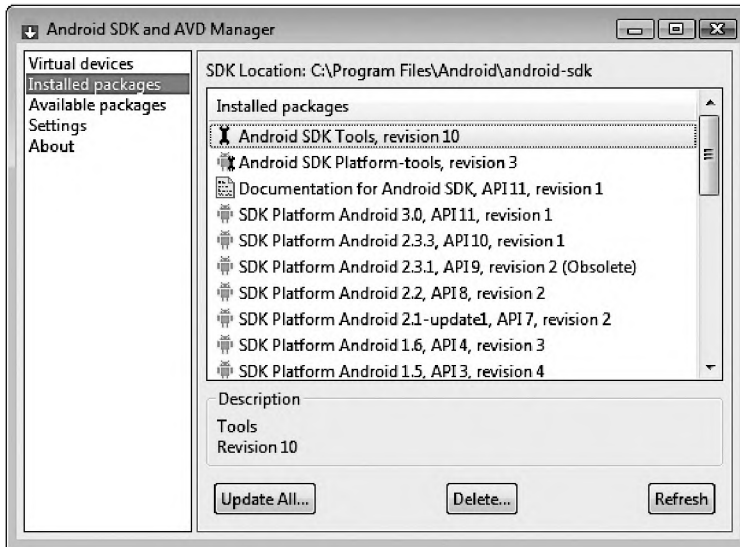 Android SDK and AVD Manager
Virtual devices
Installed packages
Available packages
Settings
About
SDK Location: C:\Program Files\Android\android-sdk
Installed packages
Android SDK Tools, revision 10
Android SDK Platform-tools, revision 3
Documentation for Android SDK, API 11, revision 1
SDK Platform Android 3.0, API 11, revision 1
SDK Platform Android 2.3.3, API 10, revision 1
SDK Platform Android 2.3.1, API 9, revision 2 (Obsolete)
SDK Platform Android 2.2, API 8, revision 2
SDK Platform Android 2.1-update1, API 7, revision 2
SDK Platform Android 1.6, API 4, revision 3
SDK Platform Android 1.5, API 3, revision 4
Description
Tools
Revision 10
Update All...
Delete...
Refresh